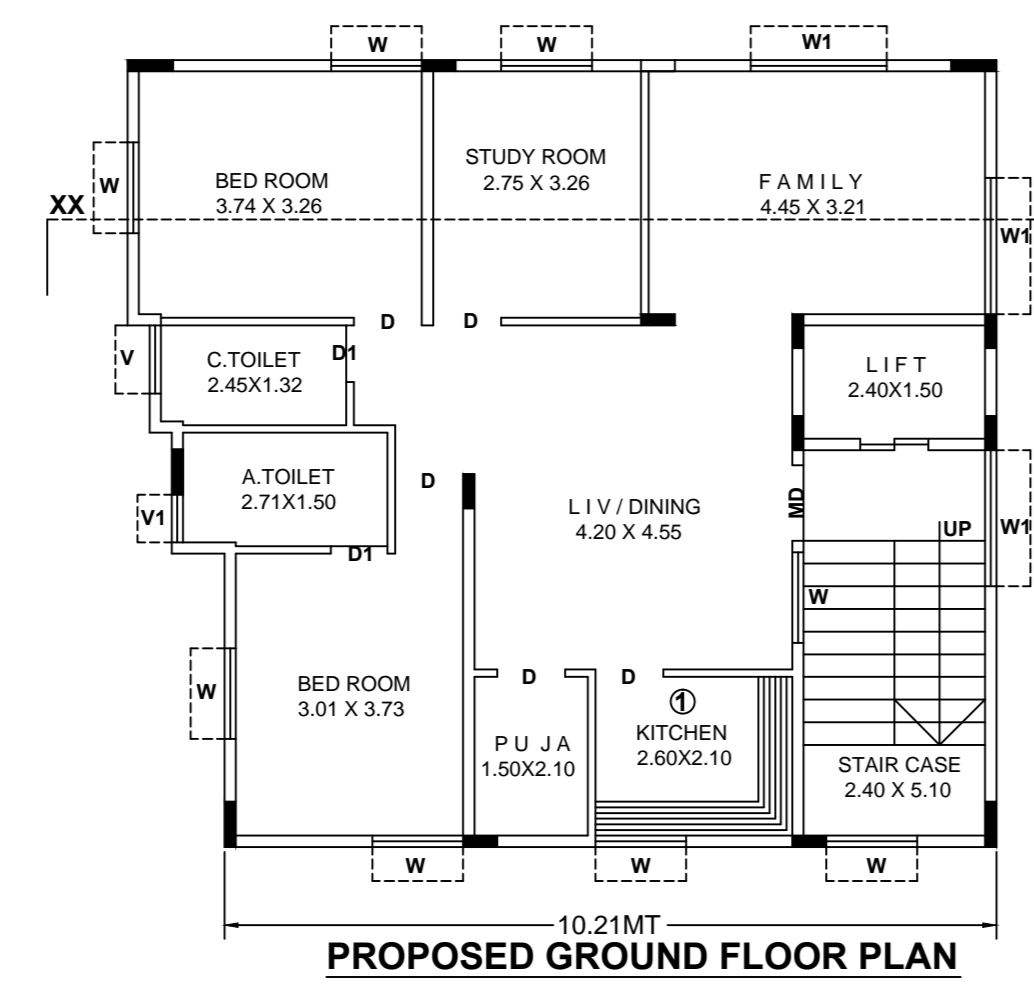 W
W
W1
W
BED ROOM
3.74 X 3.26
STUDY ROOM
2.75 X 3.26
F A M I L Y
4.45 X 3.21
XX
W1
D
D
V
C.TOILET
2.45X1.32
D1
L I F T
2.40X1.50
A.TOILET
2.71X1.50
D
V1
D1
L I V / DINING
4.20 X 4.55
MD
UP
W1
W
W
BED ROOM
3.01 X 3.73
D
D
1
KITCHEN
2.60X2.10
P U J A
1.50X2.10
STAIR CASE
2.40 X 5.10
W
W
W
10.21MT
PROPOSED GROUND FLOOR PLAN